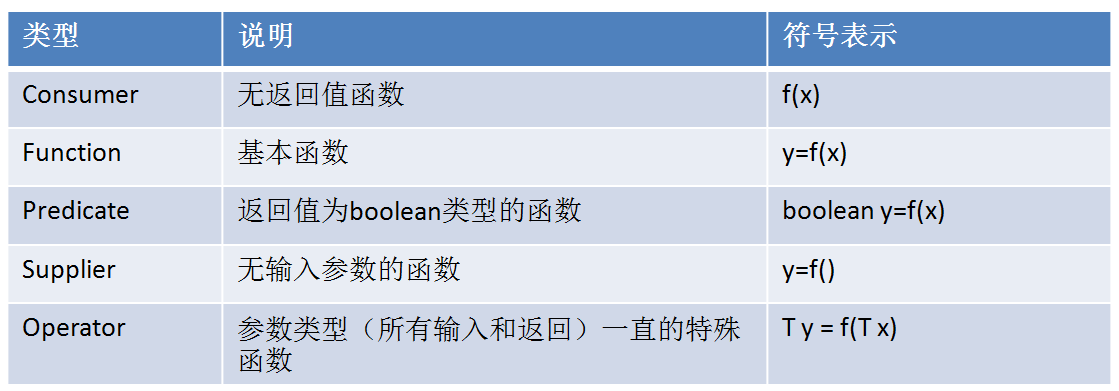 类型 说明 符号表示
Consumer 无返回值函数 f(x)
Function 基本函数 y=f(x)
Predicate 返回值为boolean类型的函数 boolean y=f(x)
Supplier 无输入参数的函数 y=f()
Operator 参数类型（所有输入和返回）一直的特殊 T y = f(T x)
函数